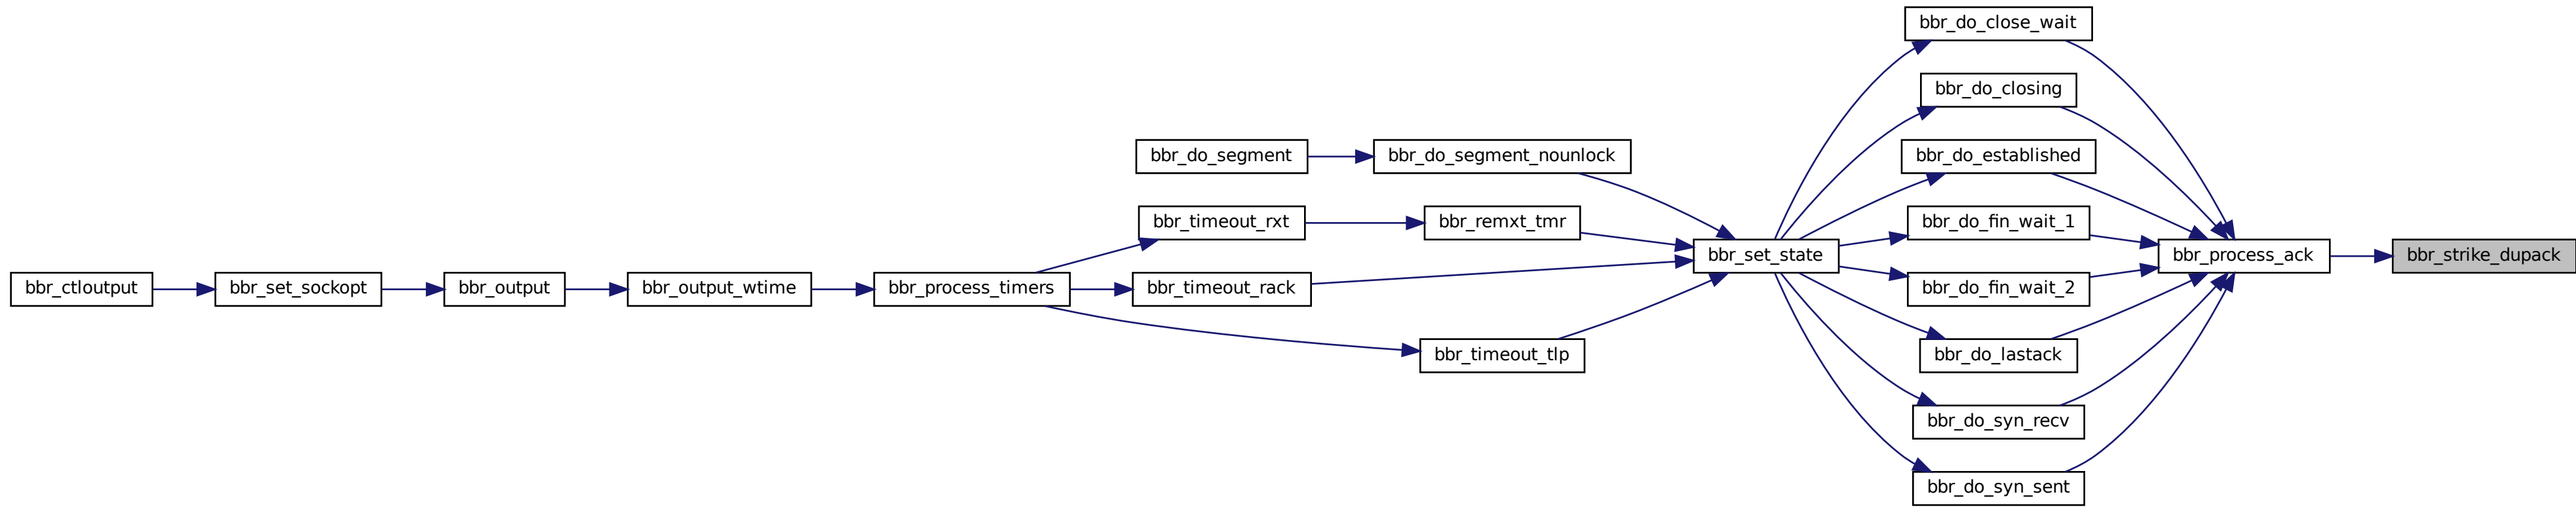 bbr_do_close_wait
bbr_do_closing
bbr_do_segment
bbr_do_segment_nounlock
bbr_do_established
bbr_timeout_rxt
bbr_remxt_tmr
bbr_do_fin_wait_1
bbr_set_state
bbr_process_ack
bbr_strike_dupack
bbr_ctloutput
bbr_set_sockopt
bbr_output
bbr_output_wtime
bbr_process_timers
bbr_timeout_rack
bbr_do_fin_wait_2
bbr_timeout_tlp
bbr_do_lastack
bbr_do_syn_recv
bbr_do_syn_sent